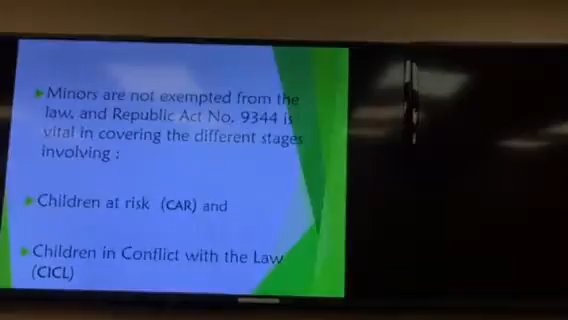 Minors are not exempted from the
law, and Republic Act No. 9344 is
vital in covering the different stages
involving :
Children at risk (CAR) and
Children in Conflict with the Law
(CICL)